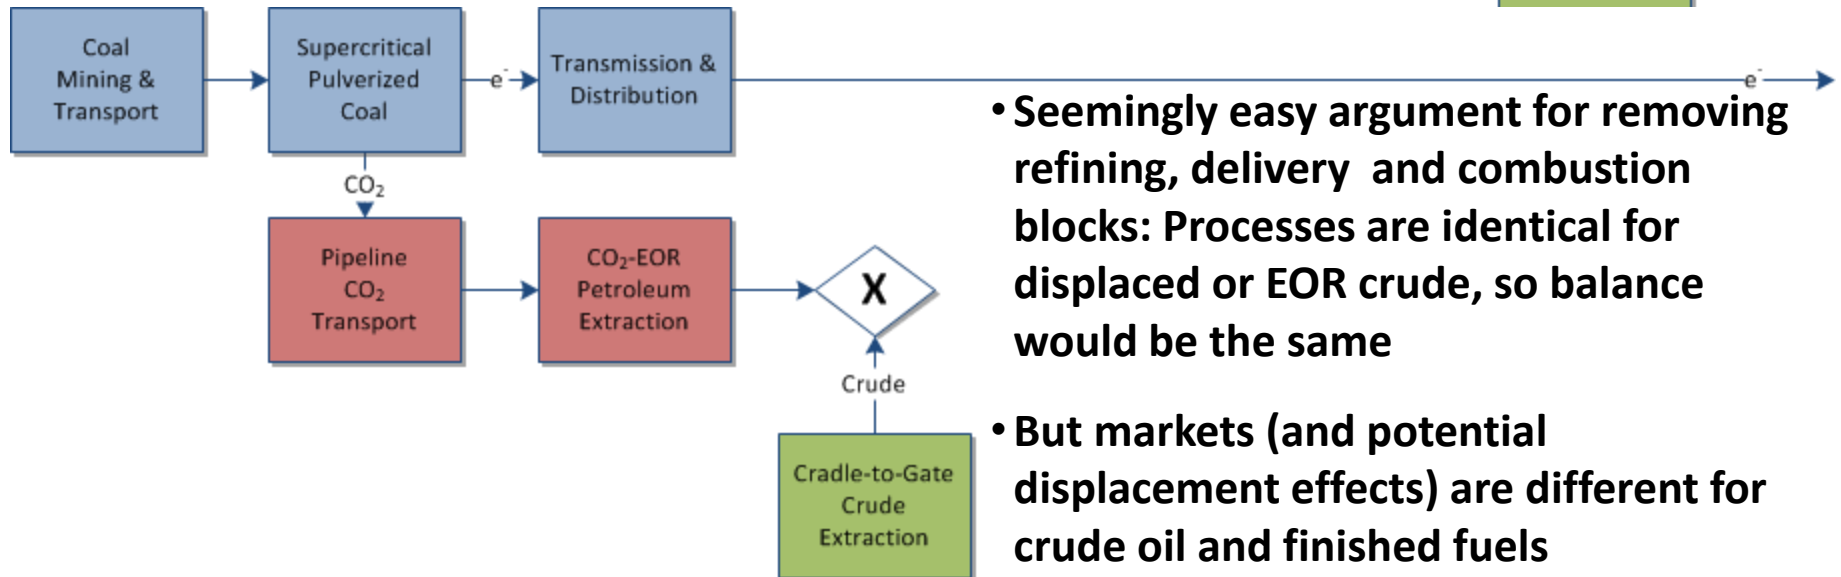 Coal
Mining &
Transport
Supercritical
Pulverized
Coal
e-
Transmission &
Distribution
e-
CO₂
Pipeline
CO₂
Transport
CO₂-EOR
Petroleum
Extraction
X
Crude
Cradle-to-Gate
Crude
Extraction
• Seemingly easy argument for removing
refining, delivery and combustion
blocks: Processes are identical for
displaced or EOR crude, so balance
would be the same
• But markets (and potential
displacement effects) are different for
crude oil and finished fuels